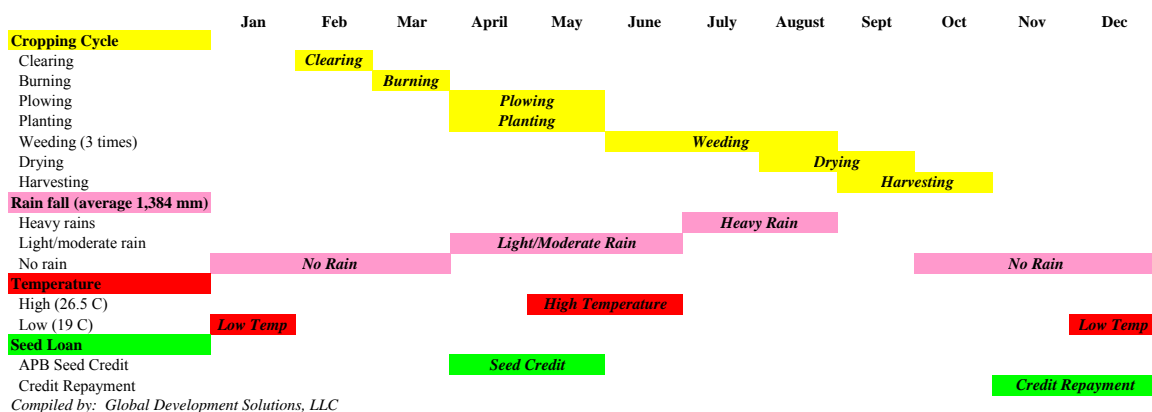 Jan Feb Mar April May June July August Sept Oct Nov Dec
Cropping Cycle
Clearing Clearing
Burning Burning
Plowing Plowing
Planting Planting
Weeding (3 times) Weeding
Drying Drying
Harvesting Harvesting
Rain fall (average 1,384 mm)
Heavy rains Heavy Rain
Light/moderate rain Light/Moderate Rain
No rain No Rain No Rain
Temperature
High (26.5 C) High Temperature
Low (19 C) Low Temp Low Temp
Seed Loan
APB Seed Credit Seed Credit
Credit Repayment Credit Repayment
Compiled by: Global Development Solutions, LLC